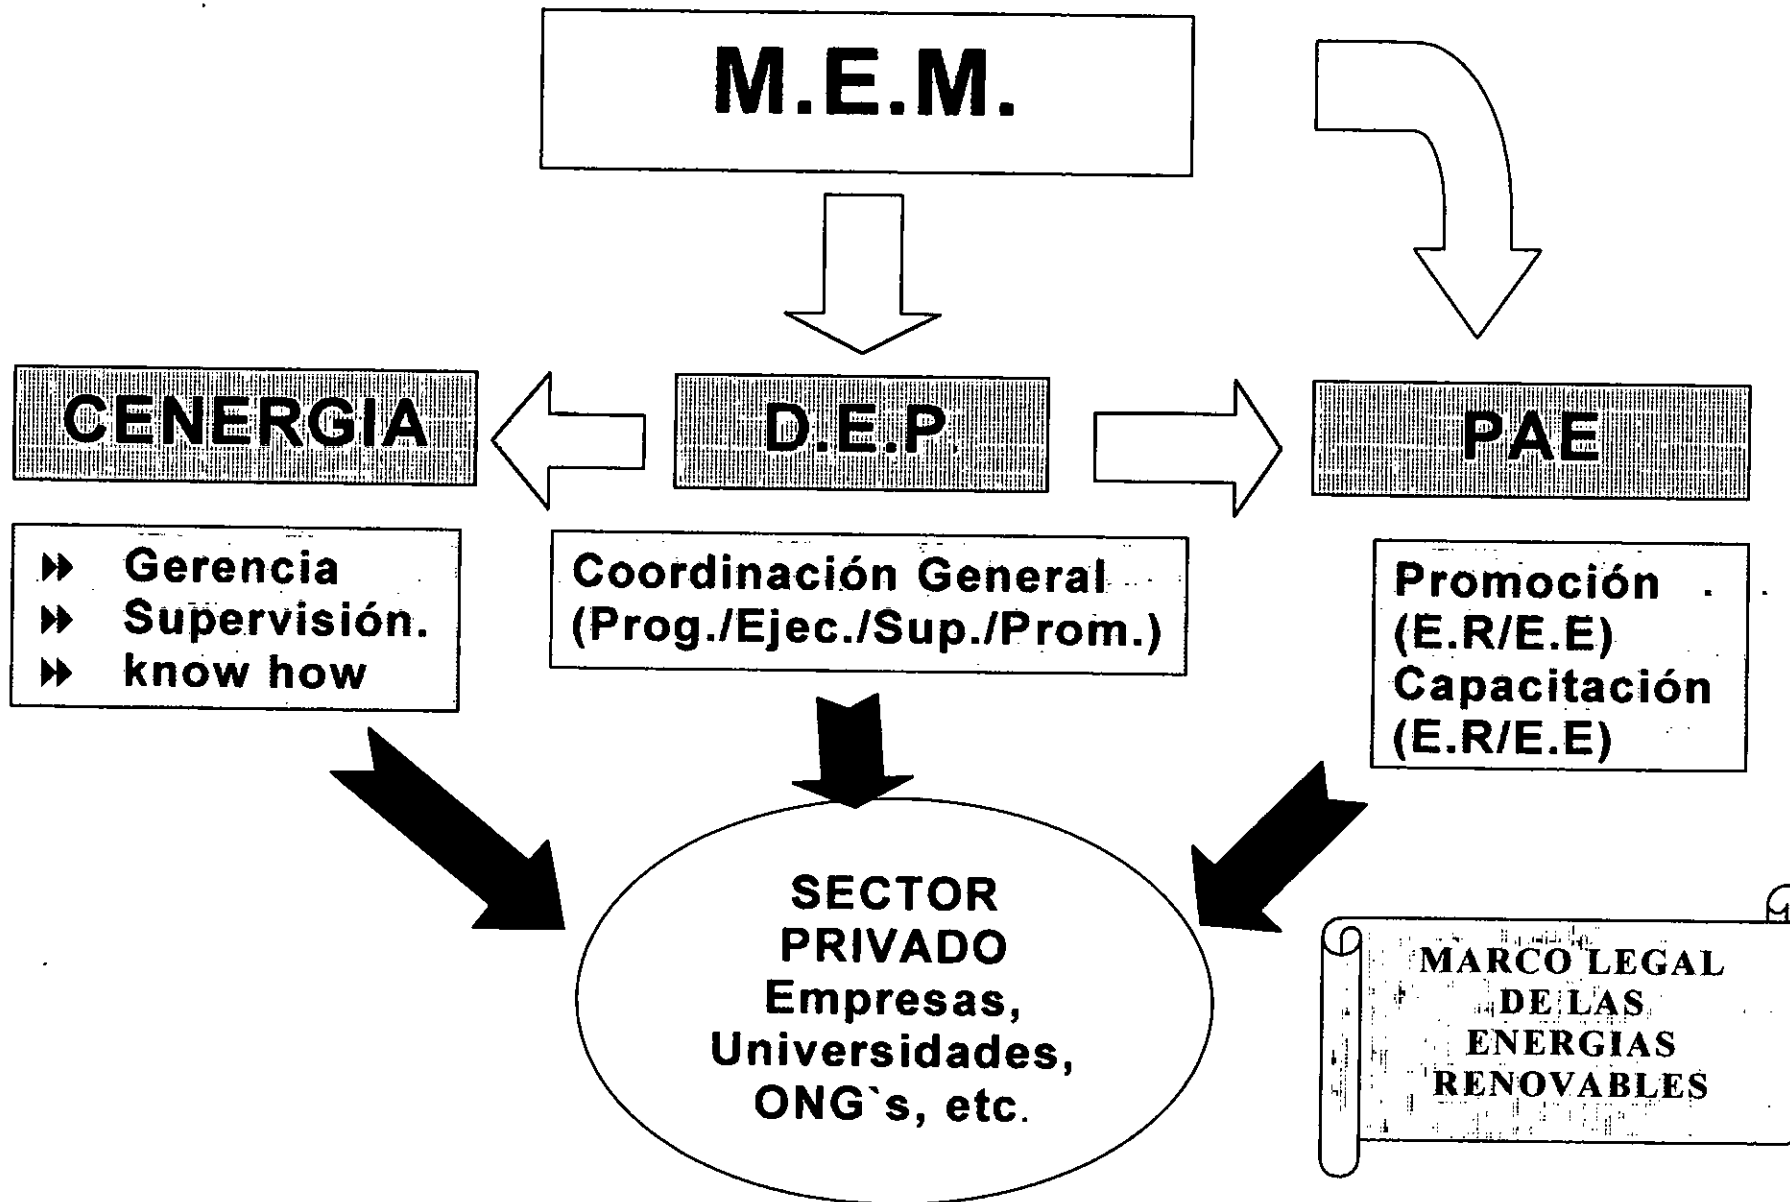 M.E.M.
CENERGIA
D.E.P.
PAE
Gerencia
Supervisión.
know how
Coordinación General
(Prog./Ejec./Sup./Prom.)
Promoción
(E.R/E.E)
Capacitación
(E.R/E.E)
SECTOR
PRIVADO
Empresas,
Universidades,
ONG`s, etc.
MARCO LEGAL
DE LAS
ENERGIAS
RENOVABLES